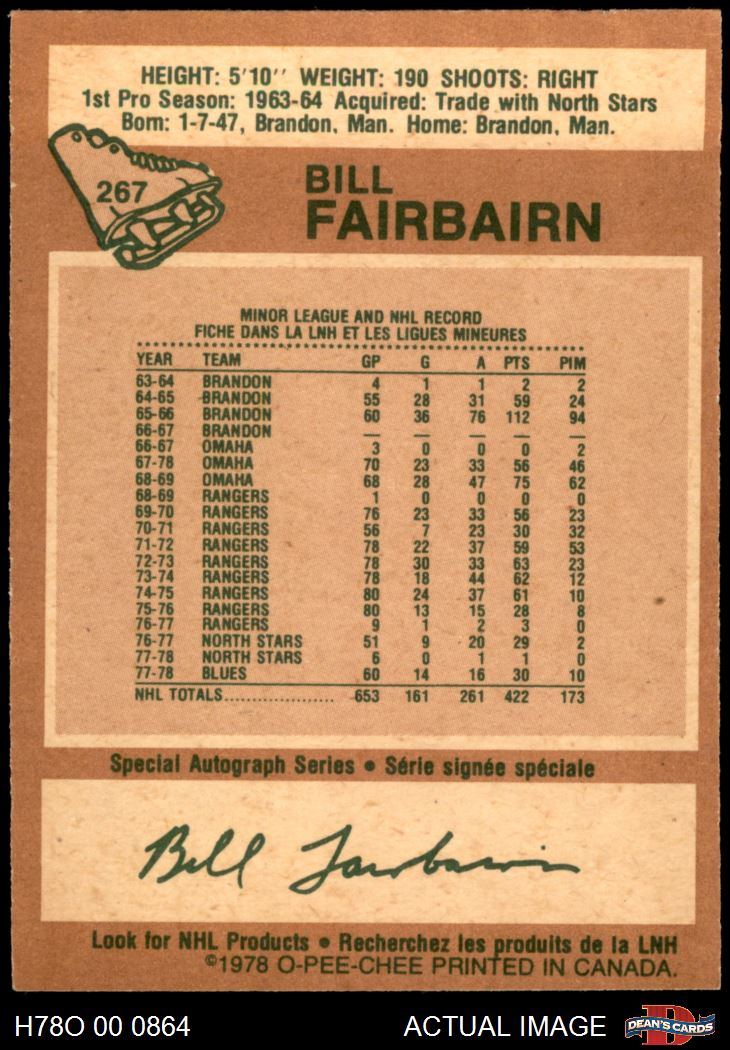 HEIGHT: 5'10'' WEIGHT: 190 SHOOTS: RIGHT
1st Pro Season: 1963-64 Acquired: Trade with North Stars
Born: 1-7-47, Brandon, Man. Home: Brandon, Man.
267
BILL
FAIRBAIRN
MINOR LEAGUE AND NHL RECORD
FICHE DANS LA LNH ET LES LIGUES MINEURES
YEAR TEAM GP G A PTS PIM
63-64 BRANDON 4 1 1 2 2
64-65 BRANDON 55 28 31 59 24
65-66 BRANDON 60 36 76 112 94
66-67 BRANDON — — — — —
66-67 OMAHA 3 0 0 0 2
67-78 OMAHA 70 23 33 56 46
68-69 OMAHA 68 28 47 75 62
68-69 RANGERS 1 0 0 0 0
69-70 RANGERS 76 23 33 56 23
70-71 RANGERS 56 7 23 30 32
71-72 RANGERS 78 22 37 59 53
72-73 RANGERS 78 30 33 63 23
73-74 RANGERS 78 18 44 62 12
74-75 RANGERS 80 24 37 61 10
75-76 RANGERS 80 13 15 28 8
76-77 RANGERS 9 1 2 3 0
76-77 NORTH STARS 51 9 20 29 2
77-78 NORTH STARS 6 0 1 1 0
77-78 BLUES 60 14 16 30 10
NHL TOTALS.................... 653 161 261 422 173
Special Autograph Series • Série signée spéciale
Bill Fairbairn
Look for NHL Products • Recherchez les produits de la LNH
©1978 O-PEE-CHEE PRINTED IN CANADA.
H78O 00 0864 ACTUAL IMAGE D DEAN'S CARDS